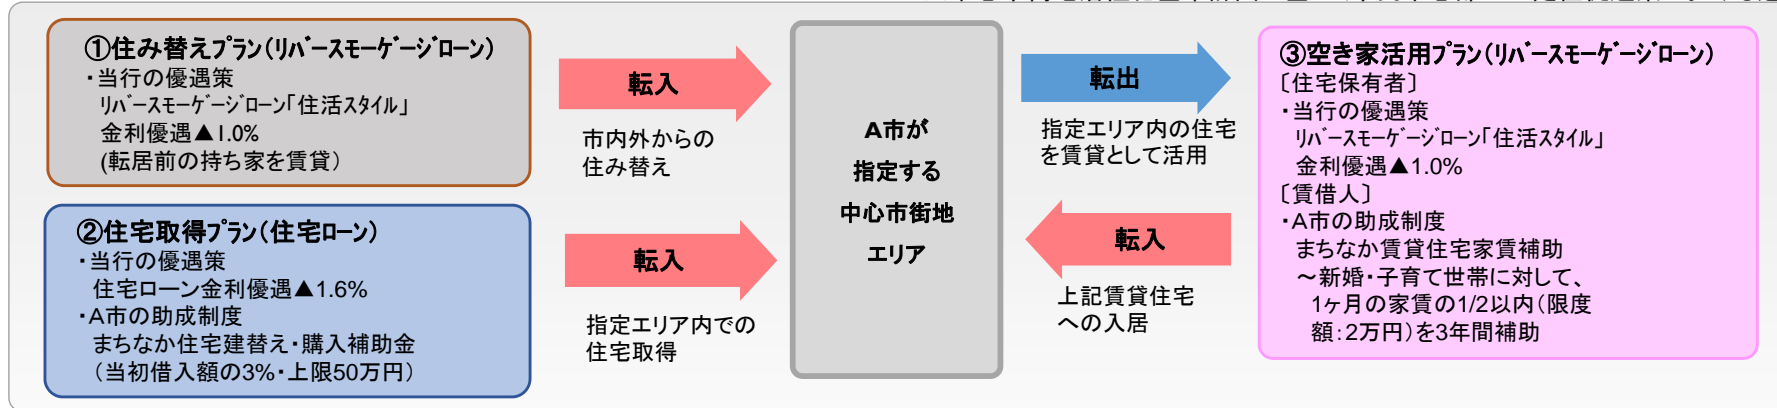 ①住み替えプラン(リバースモーゲージローン)
・当行の優遇策
リバースモーゲージローン「住活スタイル」
金利優遇▲1.0%
(転居前の持ち家を賃貸)
転入
市内外からの
住み替え
②住宅取得プラン(住宅ローン)
・当行の優遇策
住宅ローン金利優遇▲1.6%
・A市の助成制度
まちなか住宅建替え・購入補助金
(当初借入額の3%・上限50万円)
転入
指定エリア内での
住宅取得
A市が
指定する
中心市街地
エリア
転出
指定エリア内の住宅
を賃貸として活用
転入
上記賃貸住宅
への入居
③空き家活用プラン(リバースモーゲージローン)
〔住宅保有者〕
・当行の優遇策
リバースモーゲージローン「住活スタイル」
金利優遇▲1.0%
〔賃借人〕
・A市の助成制度
まちなか賃貸住宅家賃補助
～新婚・子育て世帯に対して、
1ヶ月の家賃の1/2以内(限度
額:2万円)を3年間補助